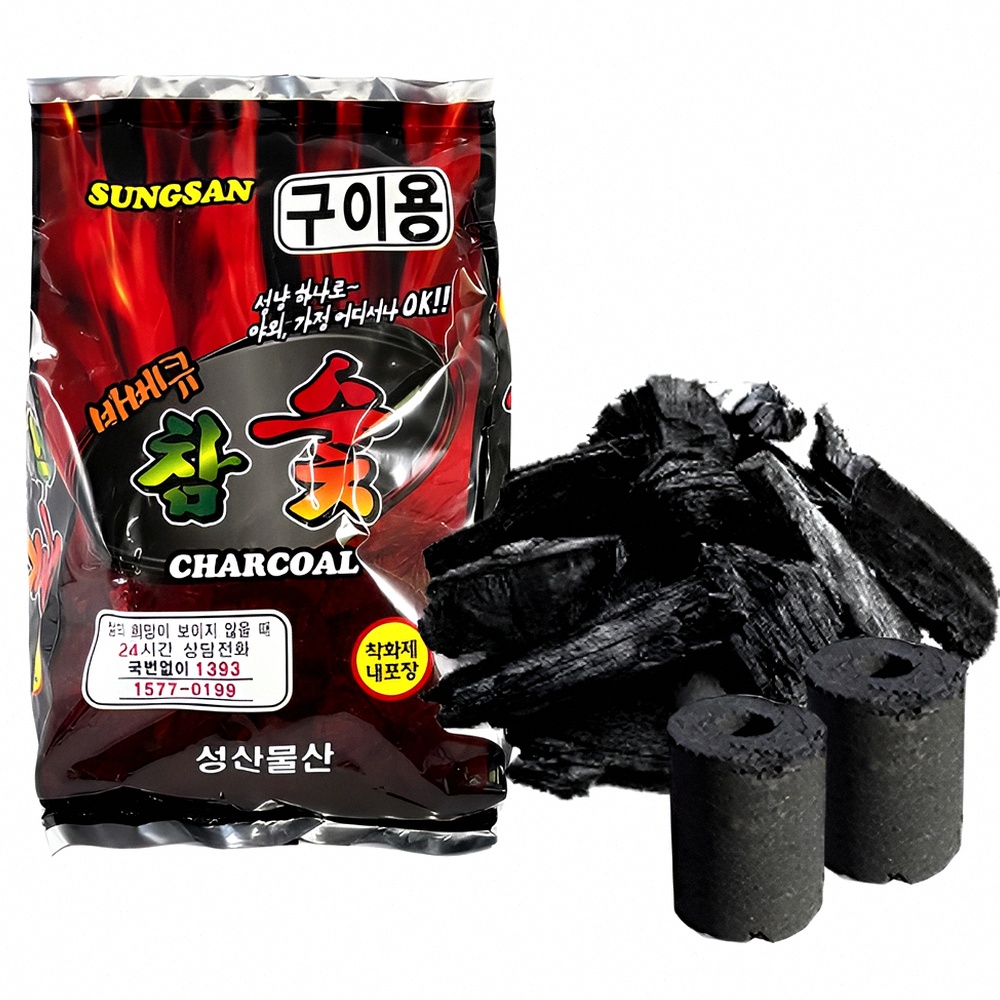 SUNGSAN
구이용
성냥 하나로~
야외, 가정 어디서나 OK!!
바베큐
참숯
CHARCOAL
희망이 보이지 않을 때
24시간 상담전화
국번없이 1393
1577-0199
착화제
내포장
성산물산